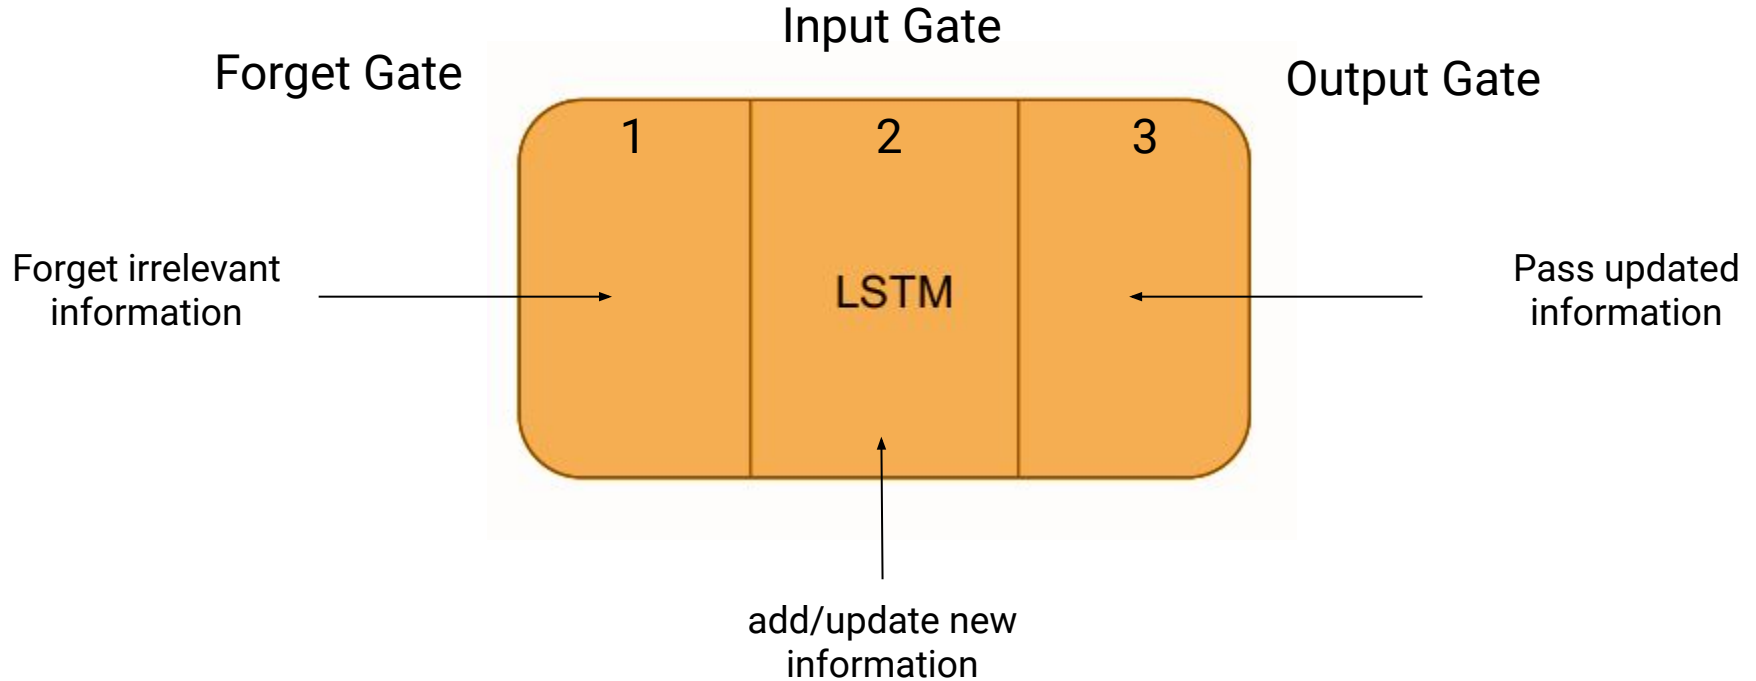 Input Gate
Forget Gate
Output Gate
1
2
3
Forget irrelevant
information
LSTM
Pass updated
information
add/update new
information